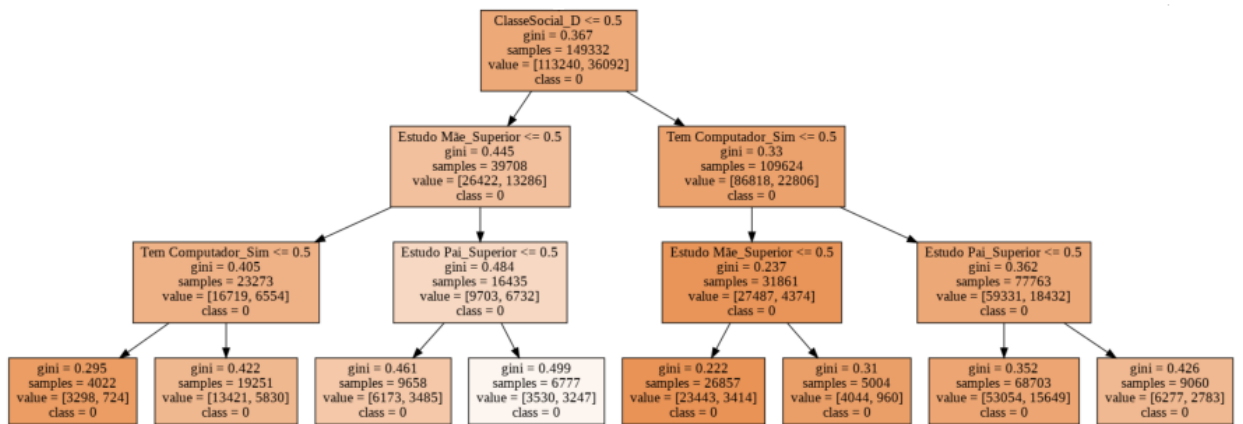 ClasseSocial_D <= 0.5
gini = 0.367
samples = 149332
value = [113240, 36092]
class = 0
Estudo Mãe_Superior <= 0.5
gini = 0.445
samples = 39708
value = [26422, 13286]
class = 0
Tem Computador_Sim <= 0.5
gini = 0.33
samples = 109624
value = [86818, 22806]
class = 0
Tem Computador_Sim <= 0.5
gini = 0.405
samples = 23273
value = [16719, 6554]
class = 0
Estudo Pai_Superior <= 0.5
gini = 0.484
samples = 16435
value = [9703, 6732]
class = 0
Estudo Mãe_Superior <= 0.5
gini = 0.237
samples = 31861
value = [27487, 4374]
class = 0
Estudo Pai_Superior <= 0.5
gini = 0.362
samples = 77763
value = [59331, 18432]
class = 0
gini = 0.295
samples = 4022
value = [3298, 724]
class = 0
gini = 0.422
samples = 19251
value = [13421, 5830]
class = 0
gini = 0.461
samples = 9658
value = [6173, 3485]
class = 0
gini = 0.499
samples = 6777
value = [3530, 3247]
class = 0
gini = 0.222
samples = 26857
value = [23443, 3414]
class = 0
gini = 0.31
samples = 5004
value = [4044, 960]
class = 0
gini = 0.352
samples = 68703
value = [53054, 15649]
class = 0
gini = 0.426
samples = 9060
value = [6277, 2783]
class = 0